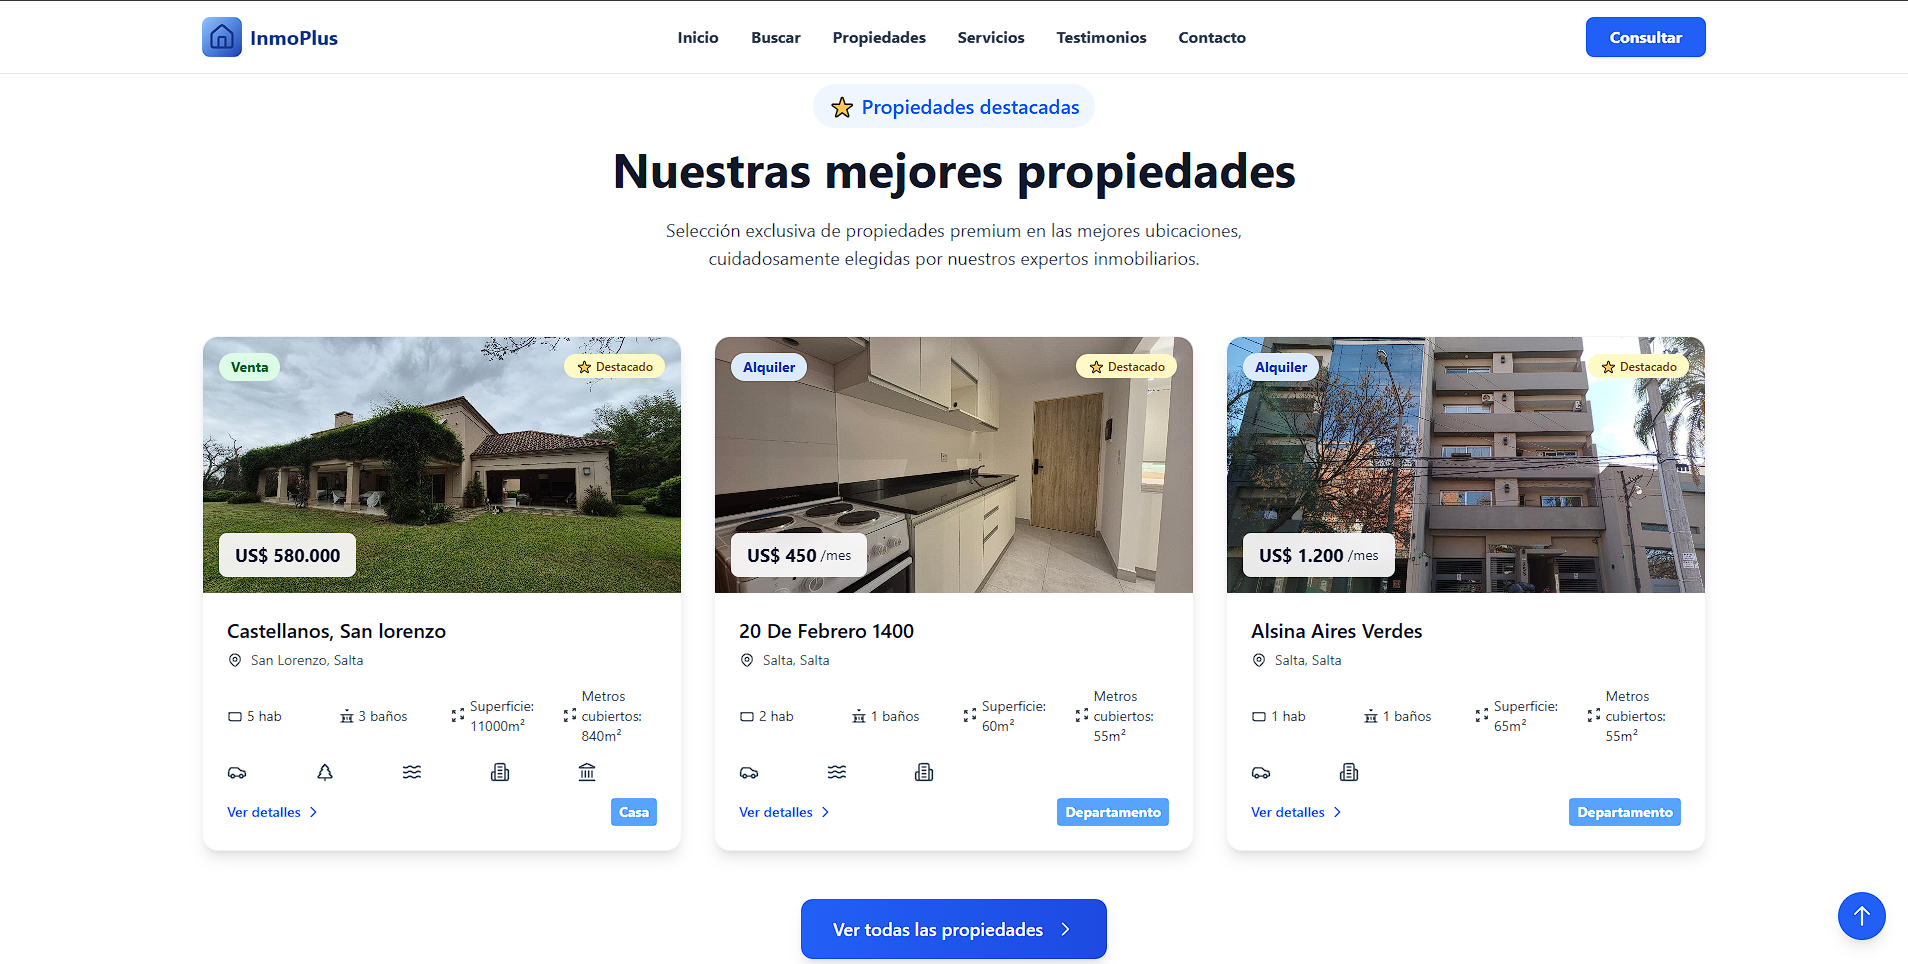 InmoPlus
Inicio
Buscar
Propiedades
Servicios
Testimonios
Contacto
Consultar
Propiedades destacadas
Nuestras mejores propiedades
Selección exclusiva de propiedades premium en las mejores ubicaciones,
cuidadosamente elegidas por nuestros expertos inmobiliarios.
Venta
Destacado
US$ 580.000
Castellanos, San lorenzo
San Lorenzo, Salta
5 hab
3 baños
Superficie:
11000m²
Metros
cubiertos:
840m²
Ver detalles
Casa
Alquiler
Destacado
US$ 450 /mes
20 De Febrero 1400
Salta, Salta
2 hab
1 baños
Superficie:
60m²
Metros
cubiertos:
55m²
Ver detalles
Departamento
Alquiler
Destacado
US$ 1.200 /mes
Alsina Aires Verdes
Salta, Salta
1 hab
1 baños
Superficie:
65m²
Metros
cubiertos:
55m²
Ver detalles
Departamento
Ver todas las propiedades